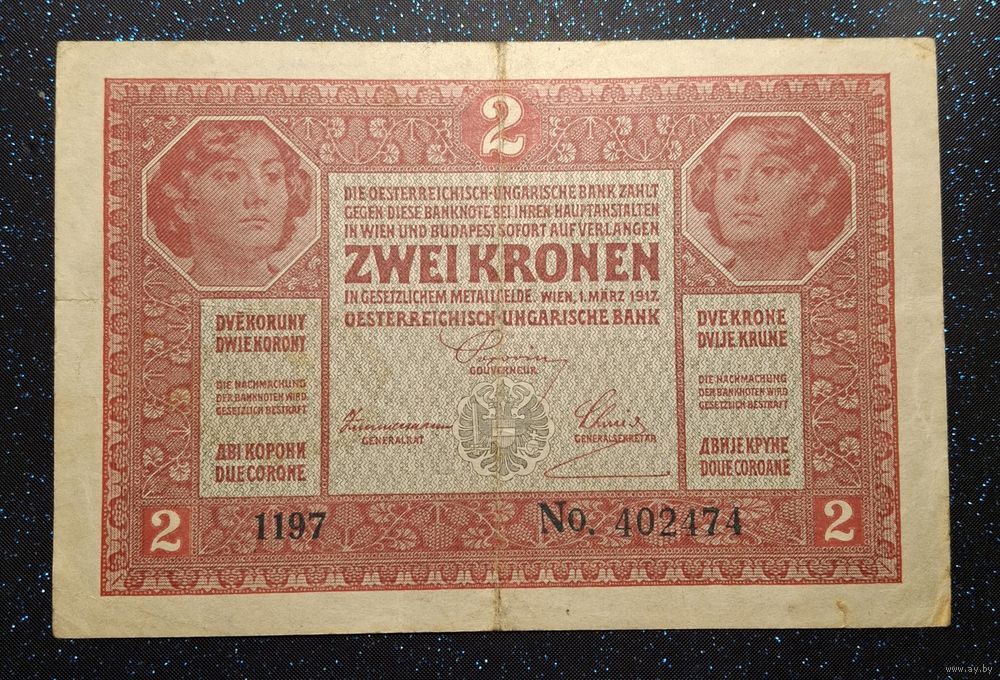 2
DIE OESTERREICHISCH-UNGARISCHE BANK ZAHLT
GEGEN DIESE BANKNOTE BEI IHREN HAUPTANSTALTEN
IN WIEN UND BUDAPEST SOFORT AUF VERLANGEN
ZWEI KRONEN
IN GESETZLICHEM METALLGELDE. WIEN, 1. MÄRZ 1917.
OESTERREICHISCH-UNGARISCHE BANK
GOUVERNEUR
GENERALRAT
GENERALSEKRETÄR
DVĚ KORUNY
DWIE KORONY
DIE NACHMACHUNG
DER BANKNOTEN WIRD
GESETZLICH BESTRAFT
ДВІ КОРОНИ
DUE CORONE
DVE KRONE
DVIJE KRUNE
DIE NACHMACHUNG
DER BANKNOTEN WIRD
GESETZLICH BESTRAFT
ДВИЈЕ КРУНЕ
DOUE COROANE
2
1197
No. 402474
2
www.ay.by